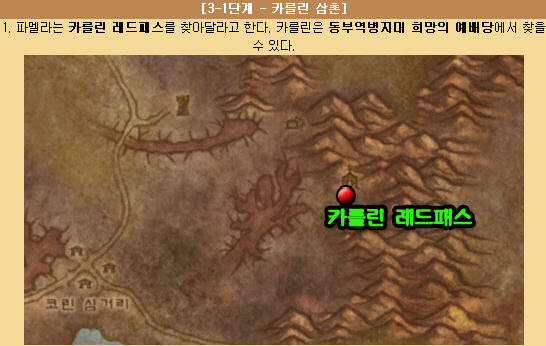 [3-1단계 - 카를린 삼촌]
1. 파멜라는 카를린 레드패스를 찾아달라고 한다. 카를린은 동부역병지대 희망의 예배당에서 찾을
수 있다.
카를린 레드패스
코린 삼거리